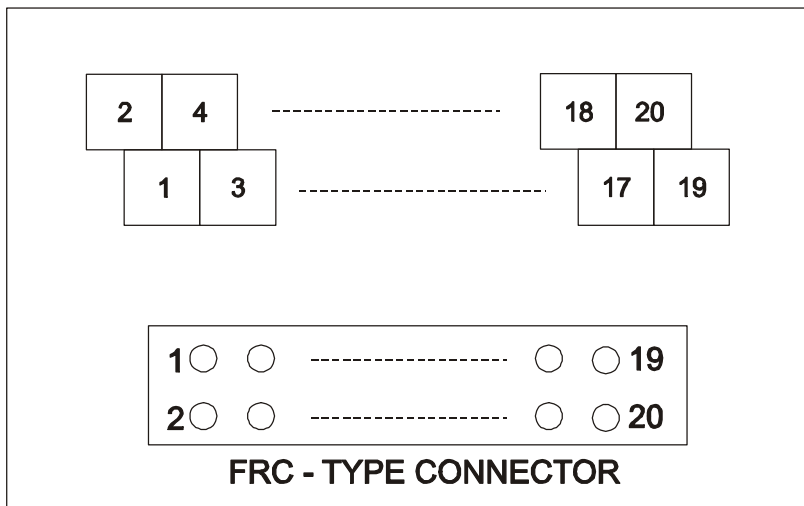 2 4 18 20
1 3 17 19
1 19
2 20
FRC - TYPE CONNECTOR